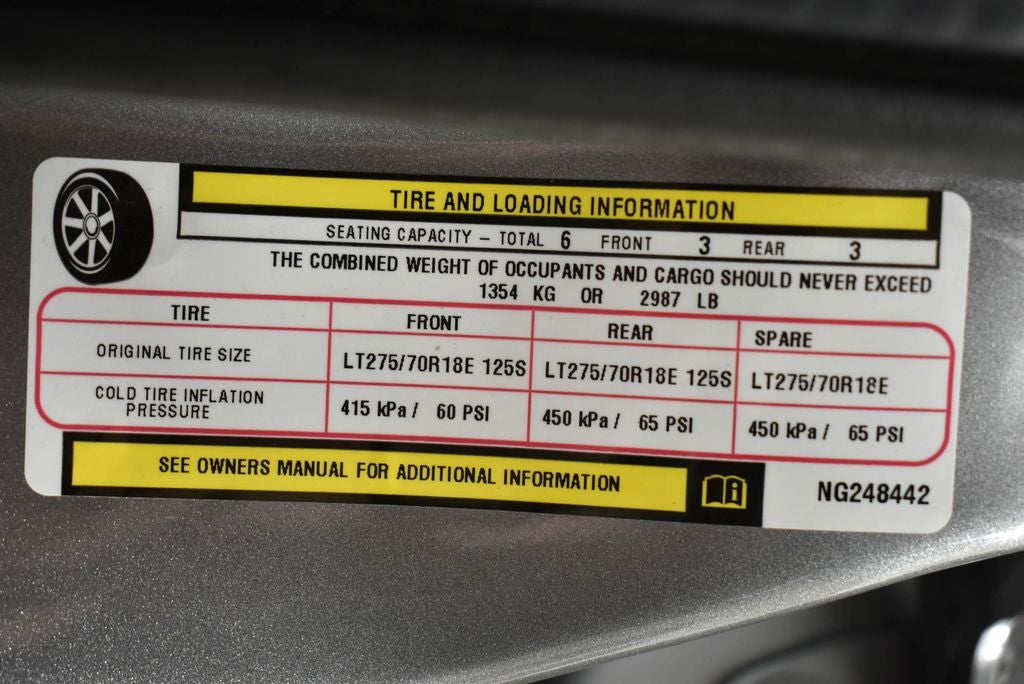 TIRE AND LOADING INFORMATION
SEATING CAPACITY – TOTAL 6 FRONT 3 REAR 3
THE COMBINED WEIGHT OF OCCUPANTS AND CARGO SHOULD NEVER EXCEED
1354 KG OR 2987 LB
TIRE FRONT REAR SPARE
ORIGINAL TIRE SIZE LT275/70R18E 125S LT275/70R18E 125S LT275/70R18E
COLD TIRE INFLATION
PRESSURE 415 kPa / 60 PSI 450 kPa / 65 PSI 450 kPa / 65 PSI
SEE OWNERS MANUAL FOR ADDITIONAL INFORMATION
NG248442